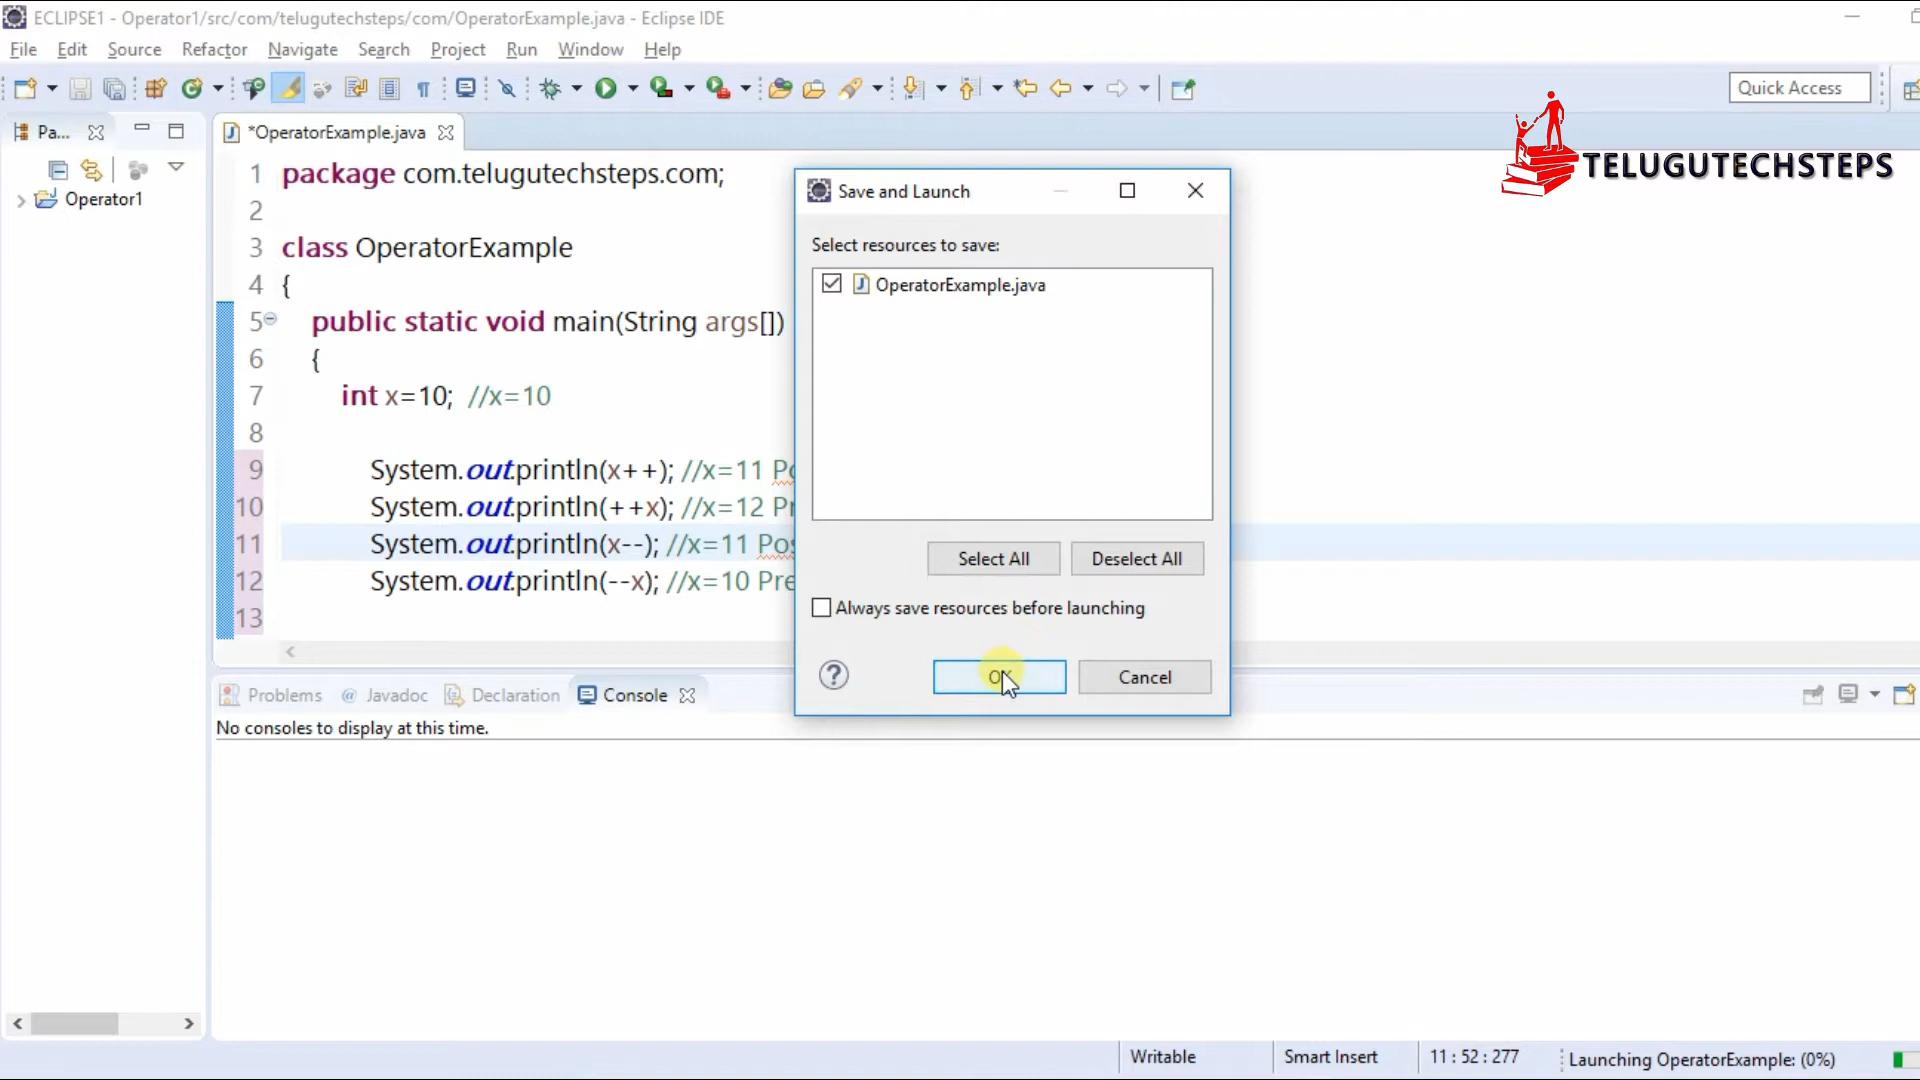 ECLIPSE1 - Operator1/src/com/telugutechsteps/com/OperatorExample.java - Eclipse IDE
File Edit Source Refactor Navigate Search Project Run Window Help
Quick Access
Pa...
*OperatorExample.java
TELUGUTECHSTEPS
Operator1
1 package com.telugutechsteps.com;
2
3 class OperatorExample
4 {
5 public static void main(String args[])
6 {
7 int x=10; //x=10
8
9 System.out.println(x++); //x=11
10 System.out.println(++x); //x=12
11 System.out.println(x--); //x=11
12 System.out.println(--x); //x=10
13
Save and Launch
Select resources to save:
OperatorExample.java
Select All Deselect All
Always save resources before launching
OK Cancel
Problems Javadoc Declaration Console
No consoles to display at this time.
Writable Smart Insert 11 : 52 : 277 Launching OperatorExample: (0%)